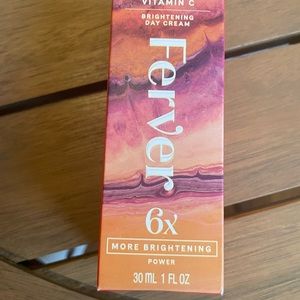 VITAMIN C
BRIGHTENING
DAY CREAM
Ferver
6x
MORE BRIGHTENING
POWER
30 ML 1 FL OZ